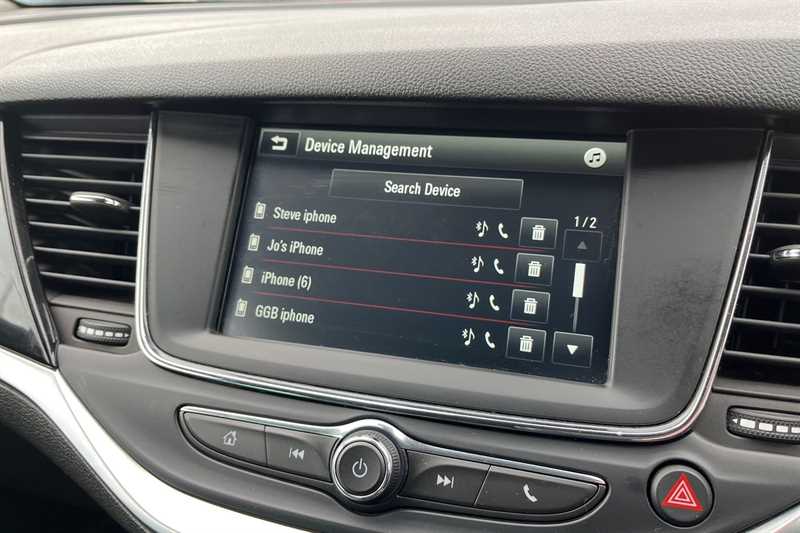 Device Management
Search Device
1/2
Steve iphone
Jo's iPhone
iPhone (6)
GGB iphone